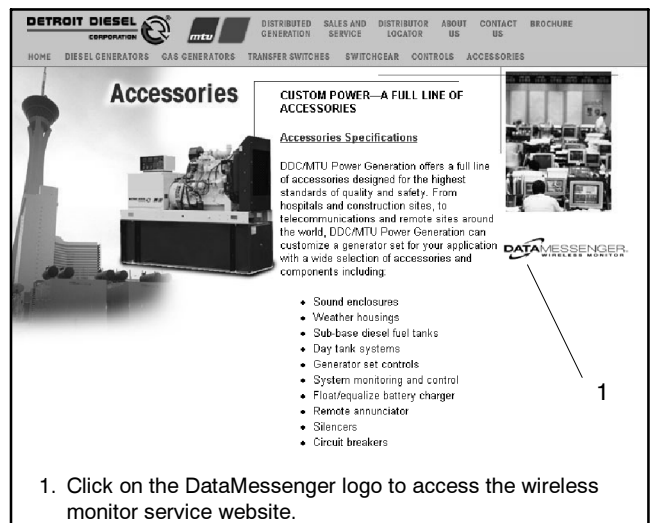 DETROIT DIESEL
CORPORATION
mtu
DISTRIBUTED GENERATION
SALES AND SERVICE
DISTRIBUTOR LOCATOR
ABOUT US
CONTACT US
BROCHURE
HOME DIESEL GENERATORS GAS GENERATORS TRANSFER SWITCHES SWITCHGEAR CONTROLS ACCESSORIES
Accessories
CUSTOM POWER—A FULL LINE OF
ACCESSORIES
Accessories Specifications
DDC/MTU Power Generation offers a full line
of accessories designed for the highest
standards of quality and safety. From
hospitals and construction sites, to
telecommunications and remote sites around
the world, DDC/MTU Power Generation can
customize a generator set for your application
with a wide selection of accessories and
components including:
• Sound enclosures
• Weather housings
• Sub-base diesel fuel tanks
• Day tank systems
• Generator set controls
• System monitoring and control
• Float/equalize battery charger
• Remote annunciator
• Silencers
• Circuit breakers
DATAMESSENGER.
WIRELESS MONITOR
1
1. Click on the DataMessenger logo to access the wireless
monitor service website.